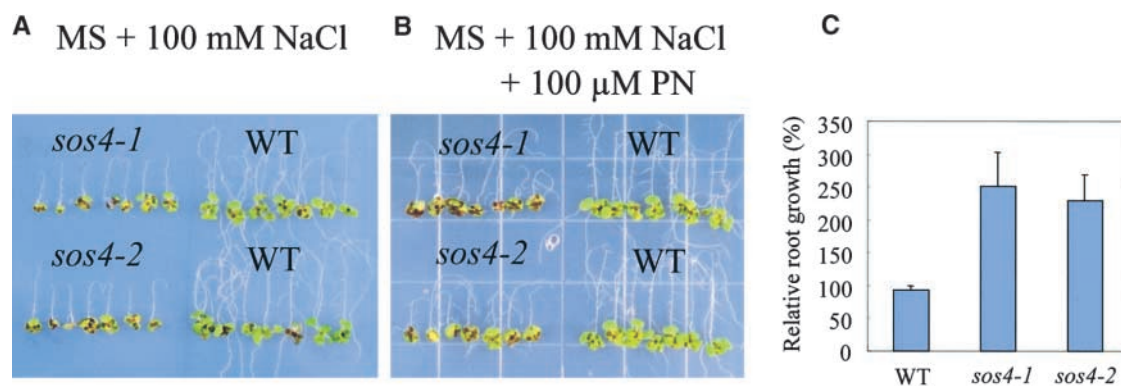 A
MS + 100 mM NaCl
sos4-1 WT
sos4-2 WT
B
MS + 100 mM NaCl
+ 100 µM PN
sos4-1 WT
sos4-2 WT
C
Relative root growth (%)
350
300
250
200
150
100
50
0
WT sos4-1 sos4-2